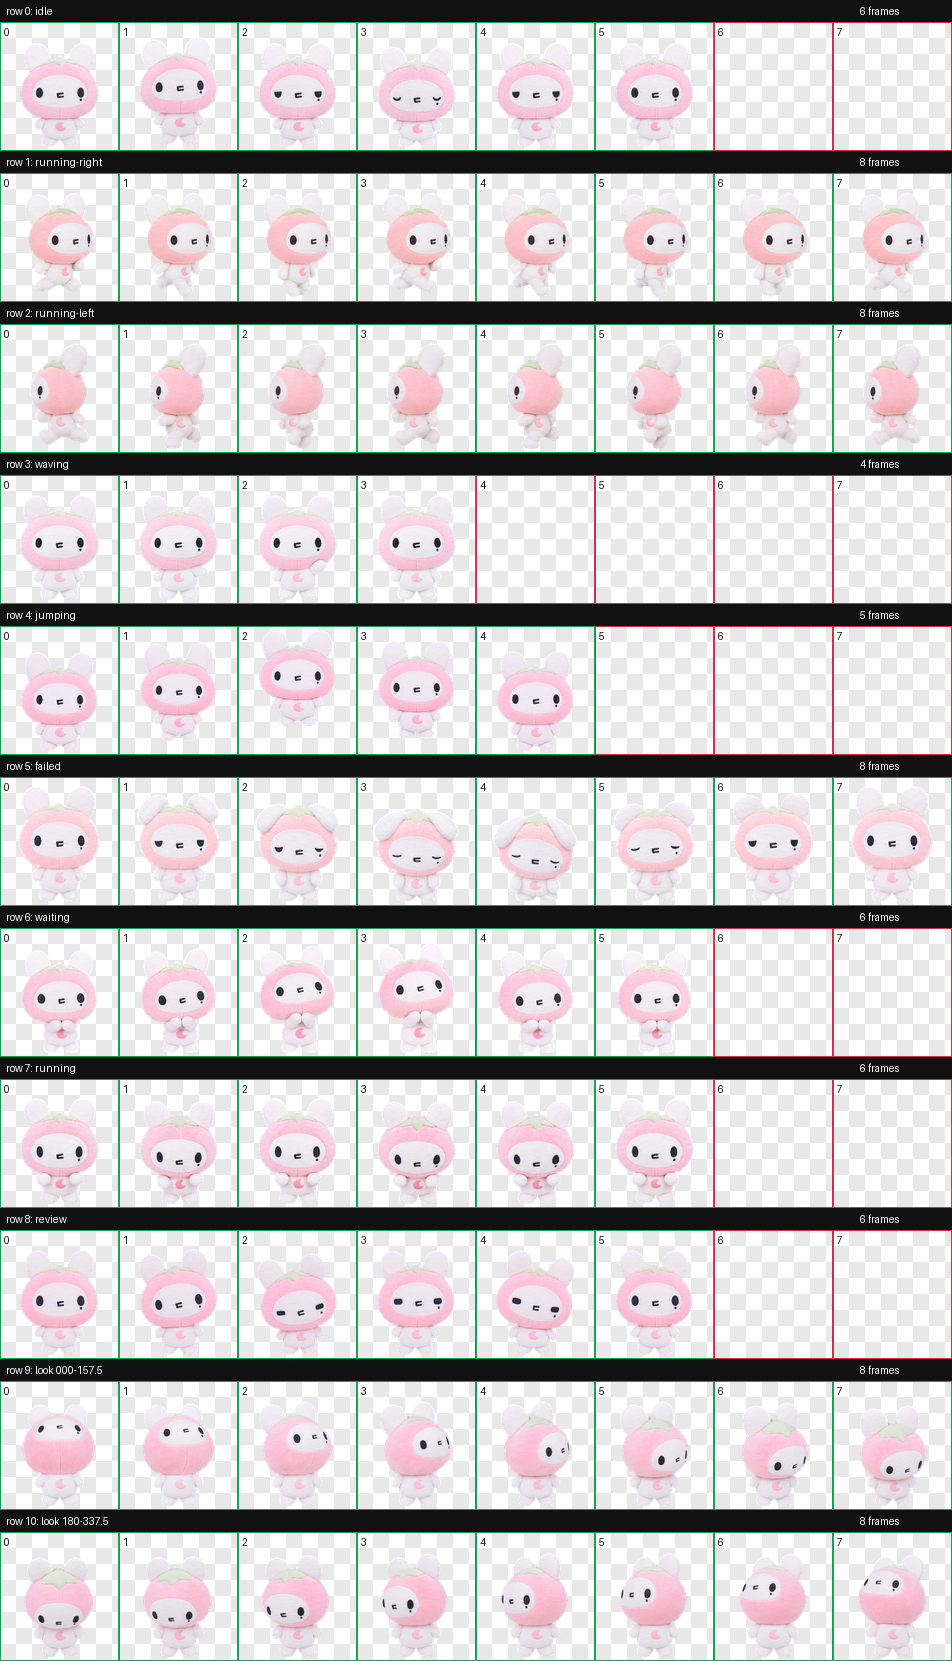 row 0: idle 6 frames
0 1 2 3 4 5 6 7
row 1: running-right 8 frames
0 1 2 3 4 5 6 7
row 2: running-left 8 frames
0 1 2 3 4 5 6 7
row 3: waving 4 frames
0 1 2 3 4 5 6 7
row 4: jumping 5 frames
0 1 2 3 4 5 6 7
row 5: failed 8 frames
0 1 2 3 4 5 6 7
row 6: waiting 6 frames
0 1 2 3 4 5 6 7
row 7: running 6 frames
0 1 2 3 4 5 6 7
row 8: review 6 frames
0 1 2 3 4 5 6 7
row 9: look 000-157.5 8 frames
0 1 2 3 4 5 6 7
row 10: look 180-337.5 8 frames
0 1 2 3 4 5 6 7